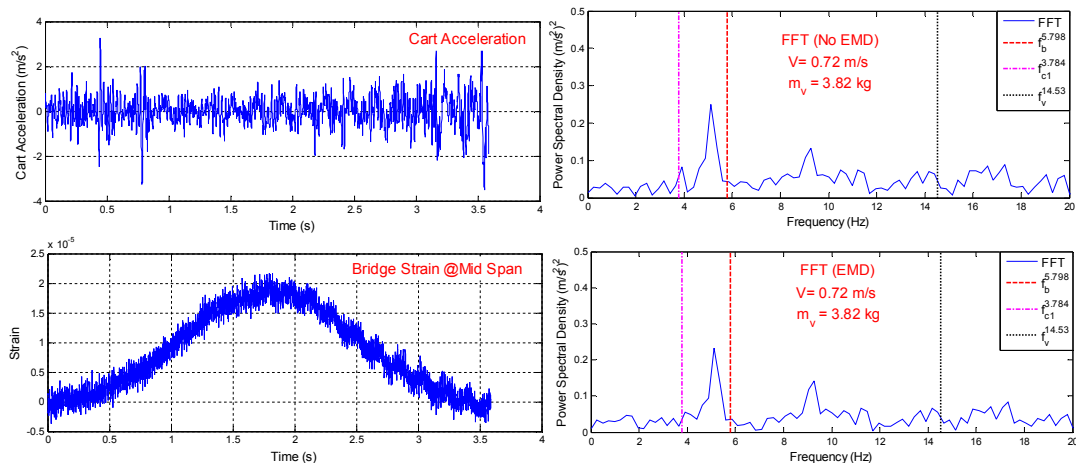 Cart Acceleration
Cart Acceleration (m/s²)
4
2
0
-2
-4
0 0.5 1 1.5 2 2.5 3 3.5 4
Time (s)
FFT (No EMD)
V= 0.72 m/s
m_v = 3.82 kg
FFT
f_b^5.798
f_c1^3.784
f_v^14.53
Power Spectral Density (m/s²)²
0.5
0.4
0.3
0.2
0.1
0
0 2 4 6 8 10 12 14 16 18 20
Frequency (Hz)
x 10⁻⁵
Bridge Strain @Mid Span
Strain
2.5
2
1.5
1
0.5
0
-0.5
0 0.5 1 1.5 2 2.5 3 3.5 4
Time (s)
FFT (EMD)
V= 0.72 m/s
m_v = 3.82 kg
FFT
f_b^5.798
f_c1^3.784
f_v^14.53
Power Spectral Density (m/s²)²
0.5
0.4
0.3
0.2
0.1
0
0 2 4 6 8 10 12 14 16 18 20
Frequency (Hz)